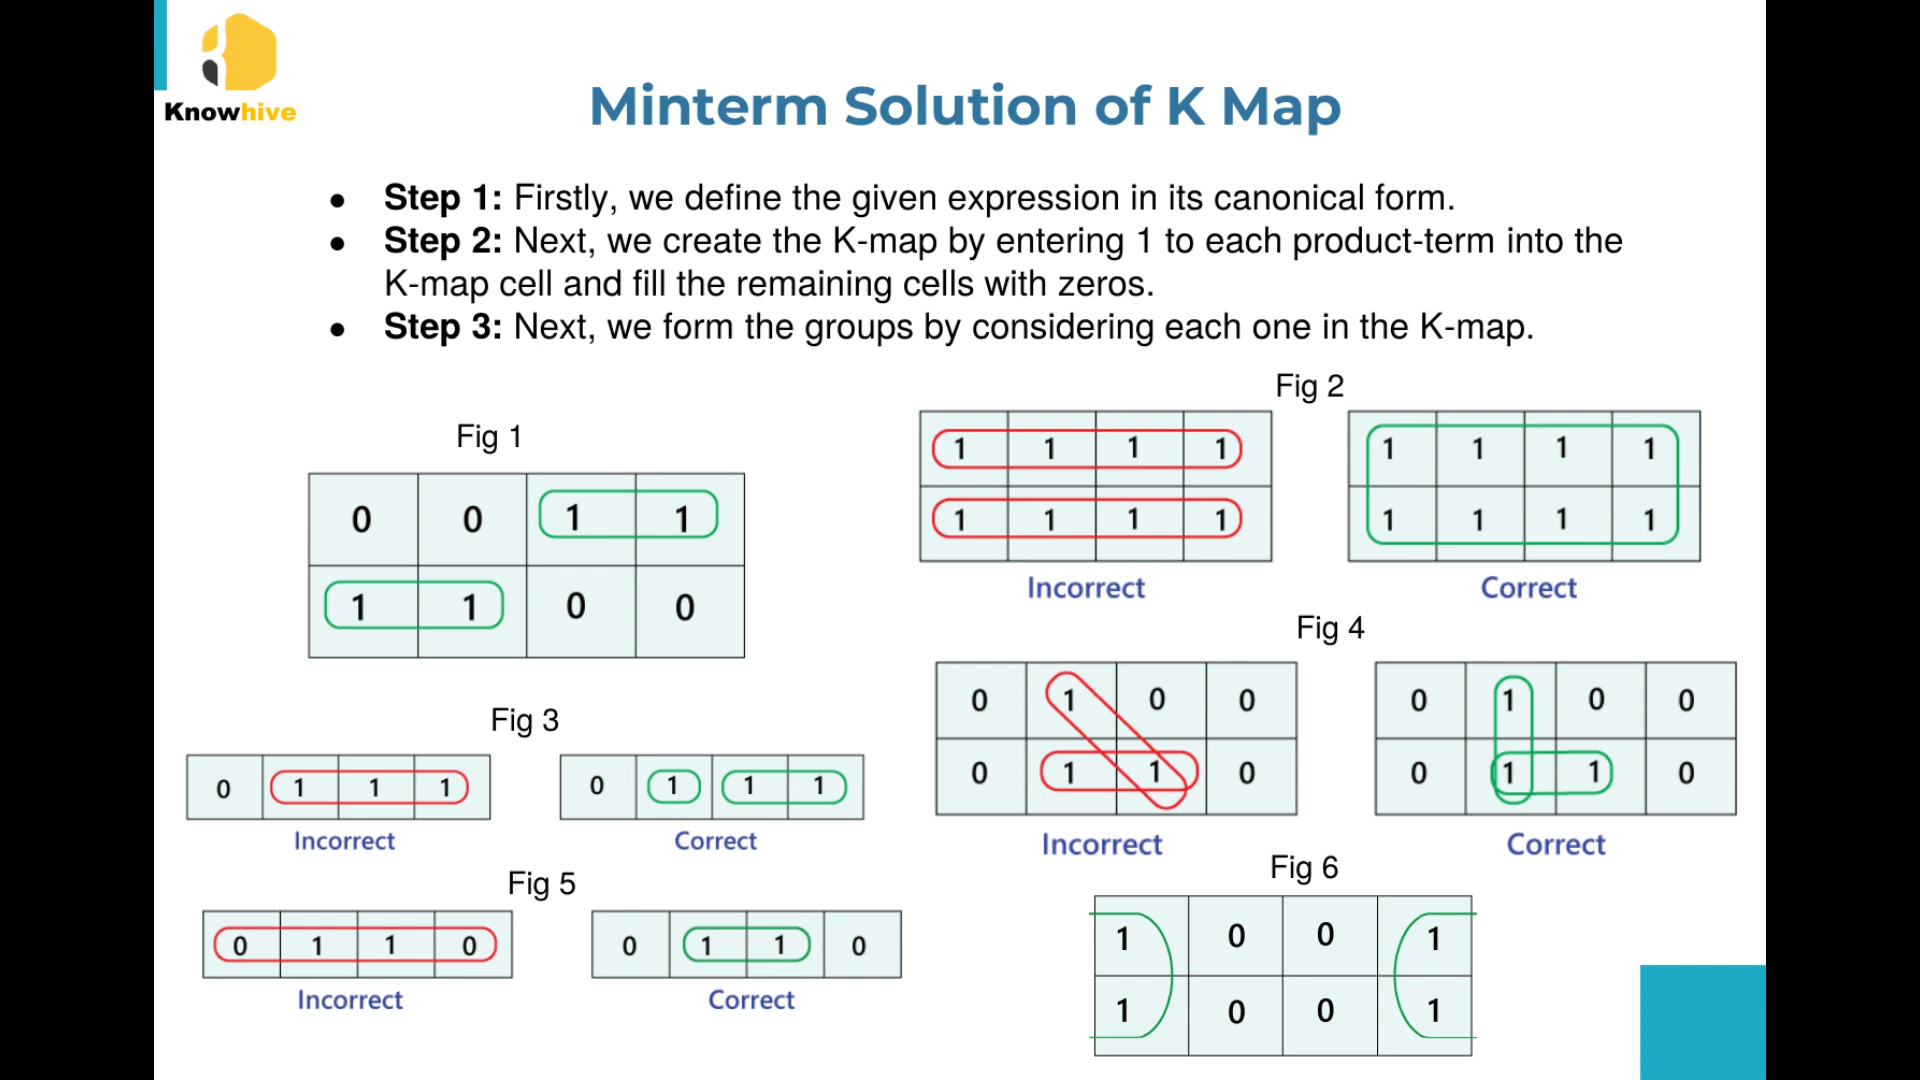 Knowhive
Minterm Solution of K Map
● Step 1: Firstly, we define the given expression in its canonical form.
● Step 2: Next, we create the K-map by entering 1 to each product-term into the
K-map cell and fill the remaining cells with zeros.
● Step 3: Next, we form the groups by considering each one in the K-map.
Fig 1
0 0 1 1
1 1 0 0
Fig 2
1 1 1 1
1 1 1 1
Incorrect
1 1 1 1
1 1 1 1
Correct
Fig 3
0 1 1 1
Incorrect
0 1 1 1
Correct
Fig 4
0 1 0 0
0 1 1 0
Incorrect
0 1 0 0
0 1 1 0
Correct
Fig 5
0 1 1 0
Incorrect
0 1 1 0
Correct
Fig 6
1 0 0 1
1 0 0 1